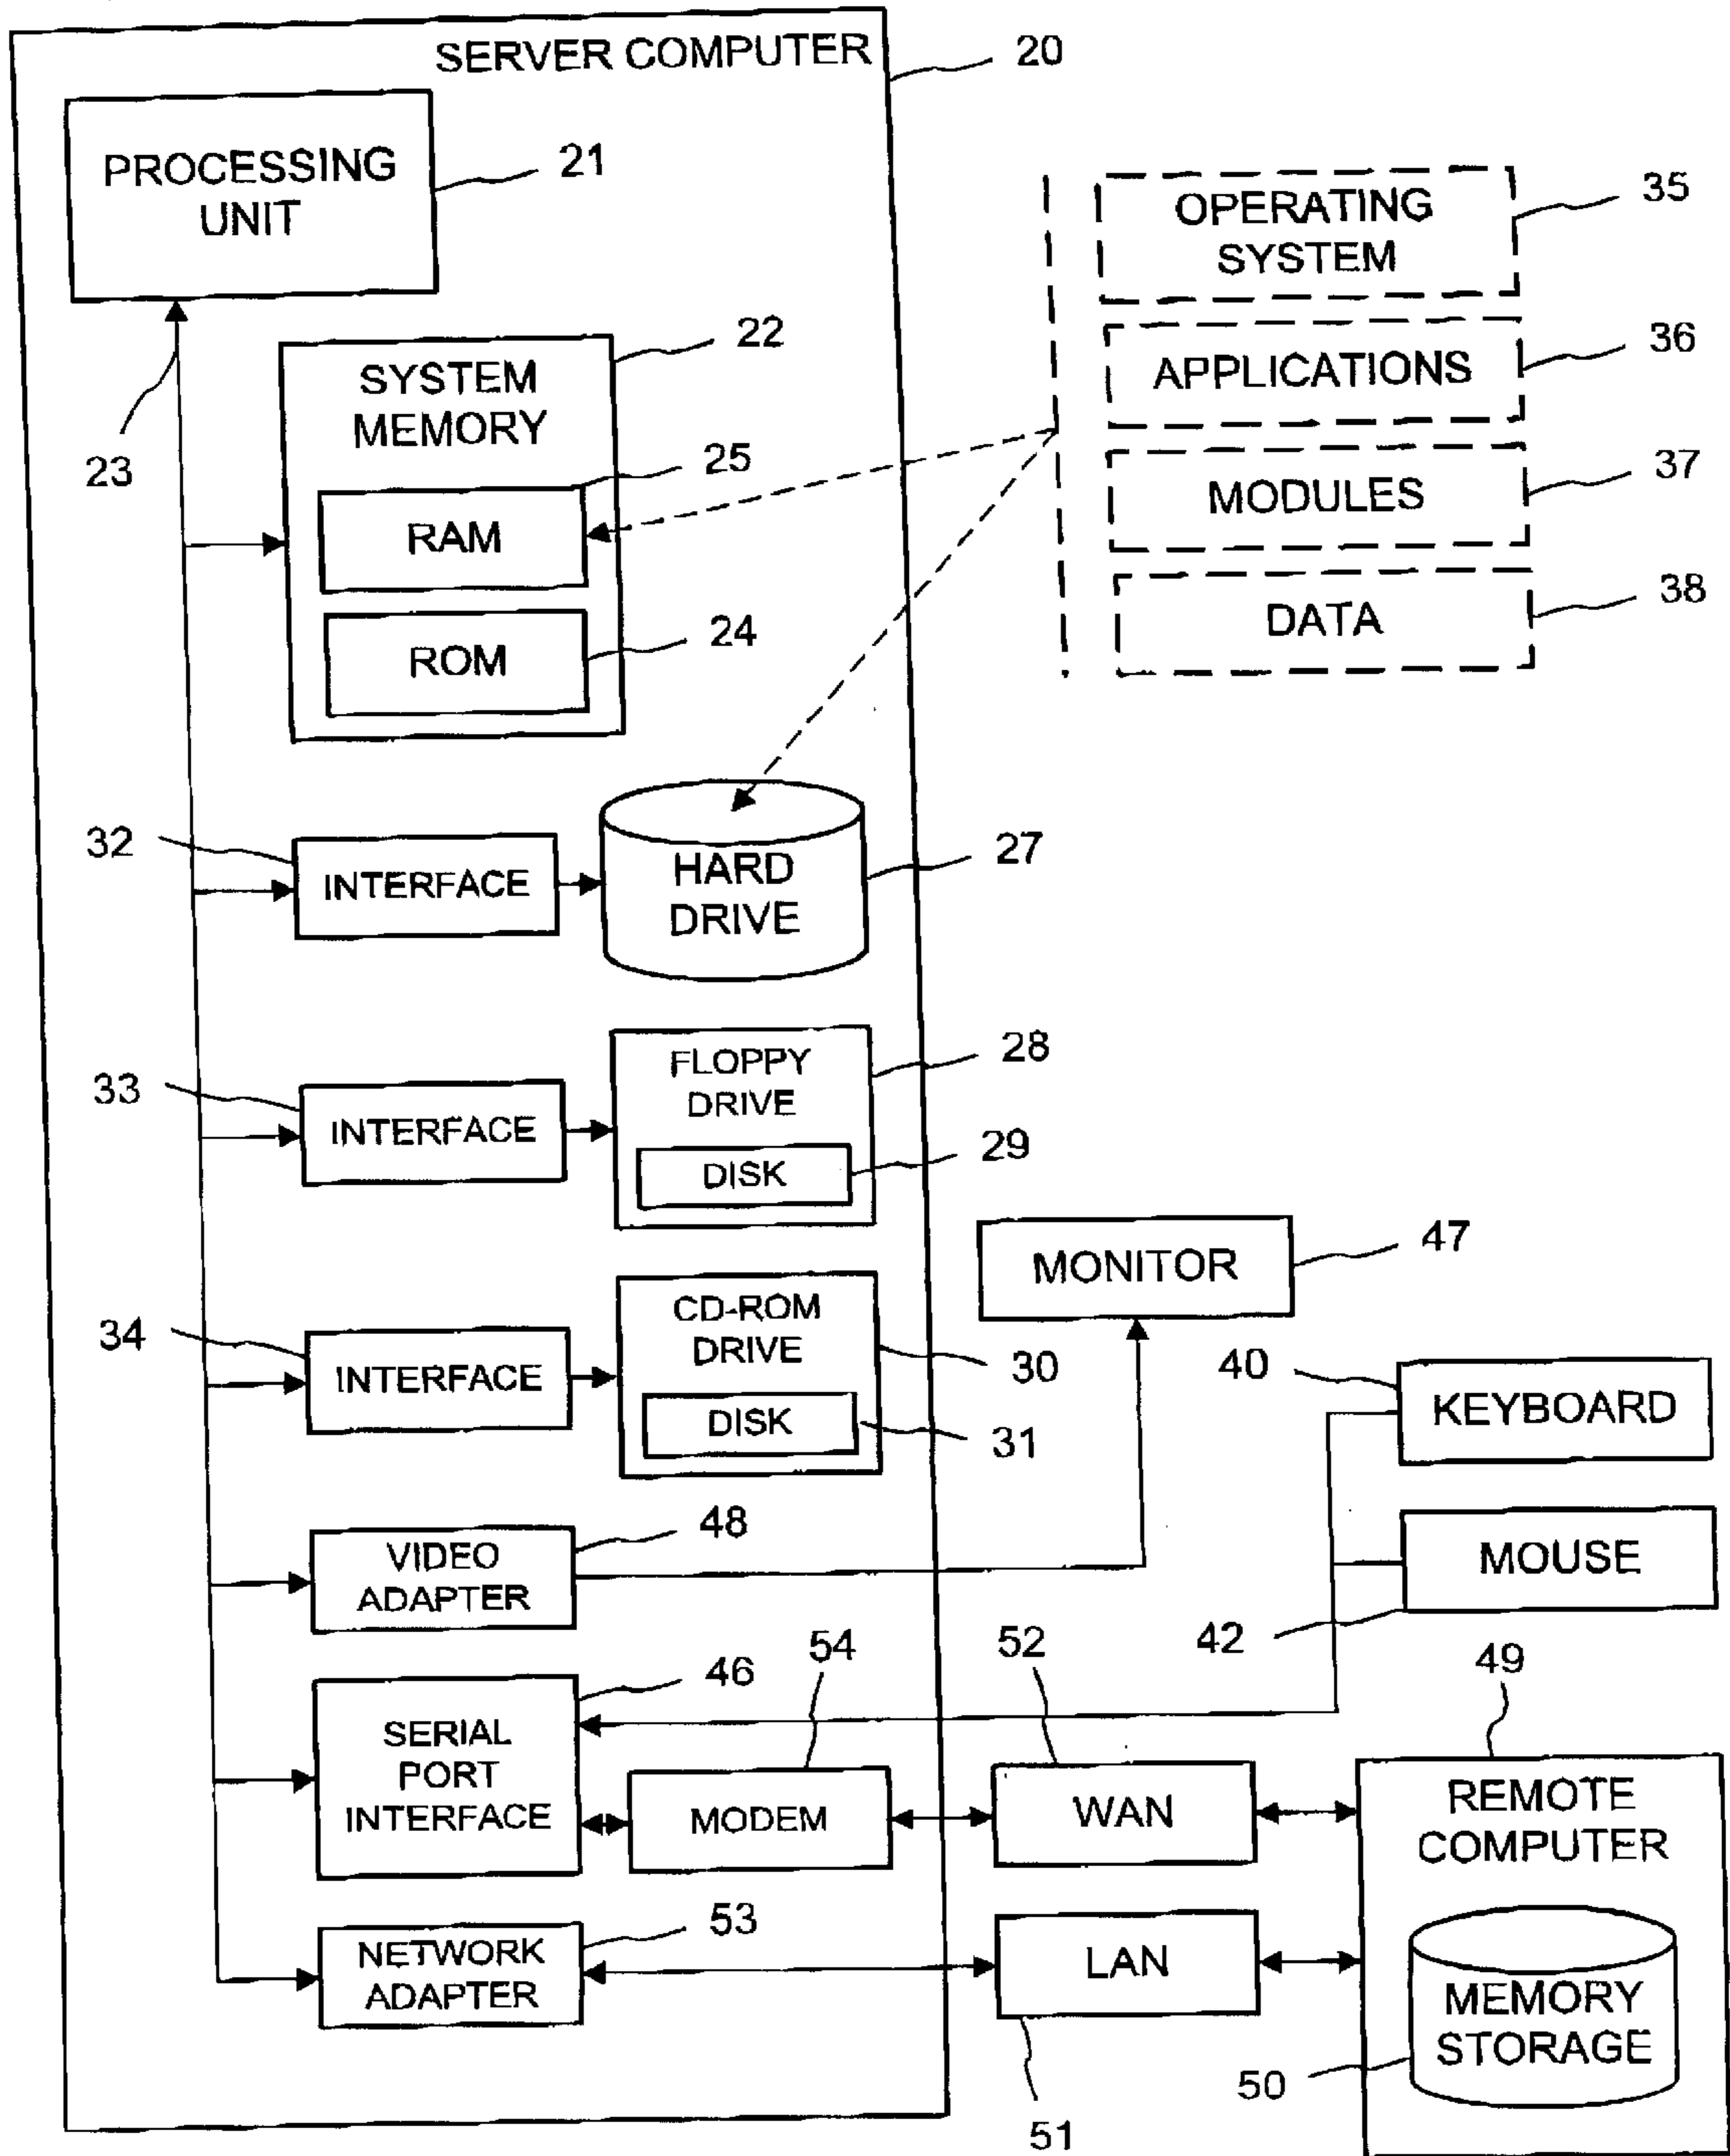 SERVER COMPUTER
20
PROCESSING
UNIT
21
23
SYSTEM
MEMORY
22
RAM
25
ROM
24
OPERATING
SYSTEM
35
APPLICATIONS
36
MODULES
37
DATA
38
32
INTERFACE
HARD
DRIVE
27
33
INTERFACE
FLOPPY
DRIVE
28
DISK
29
34
INTERFACE
CD-ROM
DRIVE
30
DISK
31
MONITOR
47
40
KEYBOARD
MOUSE
42
VIDEO
ADAPTER
48
SERIAL
PORT
INTERFACE
46
MODEM
54
WAN
52
49
REMOTE
COMPUTER
MEMORY
STORAGE
50
NETWORK
ADAPTER
53
LAN
51